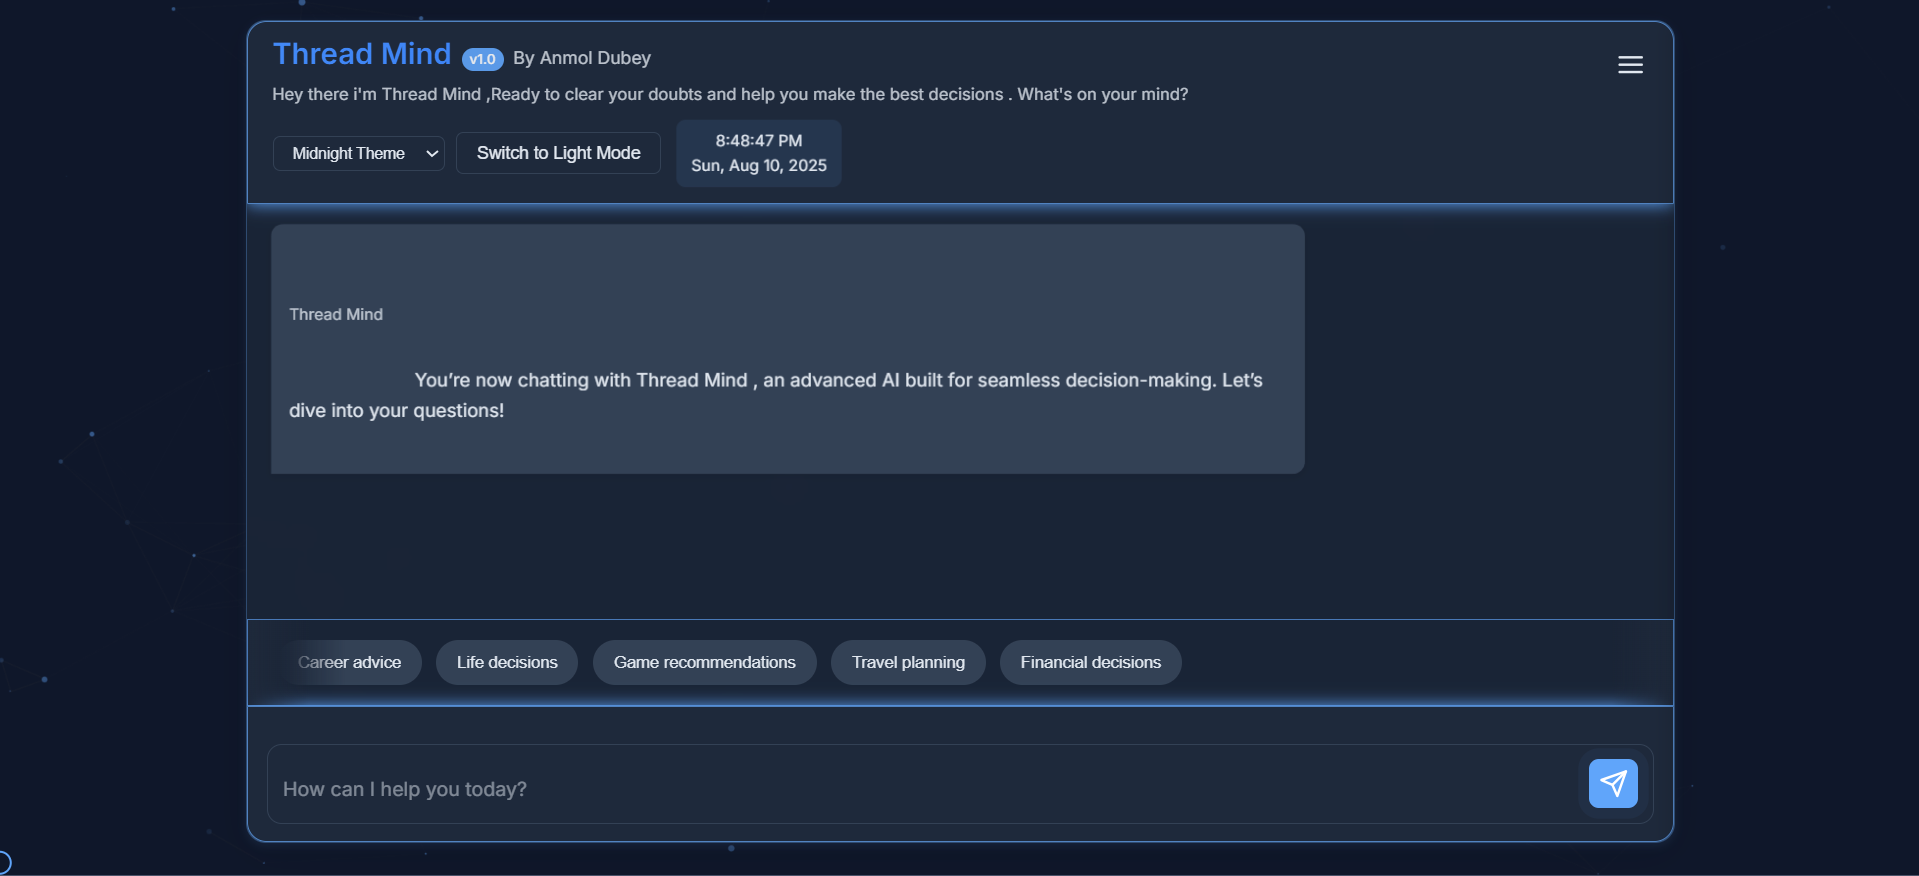 Thread Mind v1.0 By Anmol Dubey
Hey there i'm Thread Mind ,Ready to clear your doubts and help you make the best decisions . What's on your mind?
Midnight Theme
Switch to Light Mode
8:48:47 PM
Sun, Aug 10, 2025
Thread Mind
You’re now chatting with Thread Mind , an advanced AI built for seamless decision-making. Let’s
dive into your questions!
Career advice
Life decisions
Game recommendations
Travel planning
Financial decisions
How can I help you today?